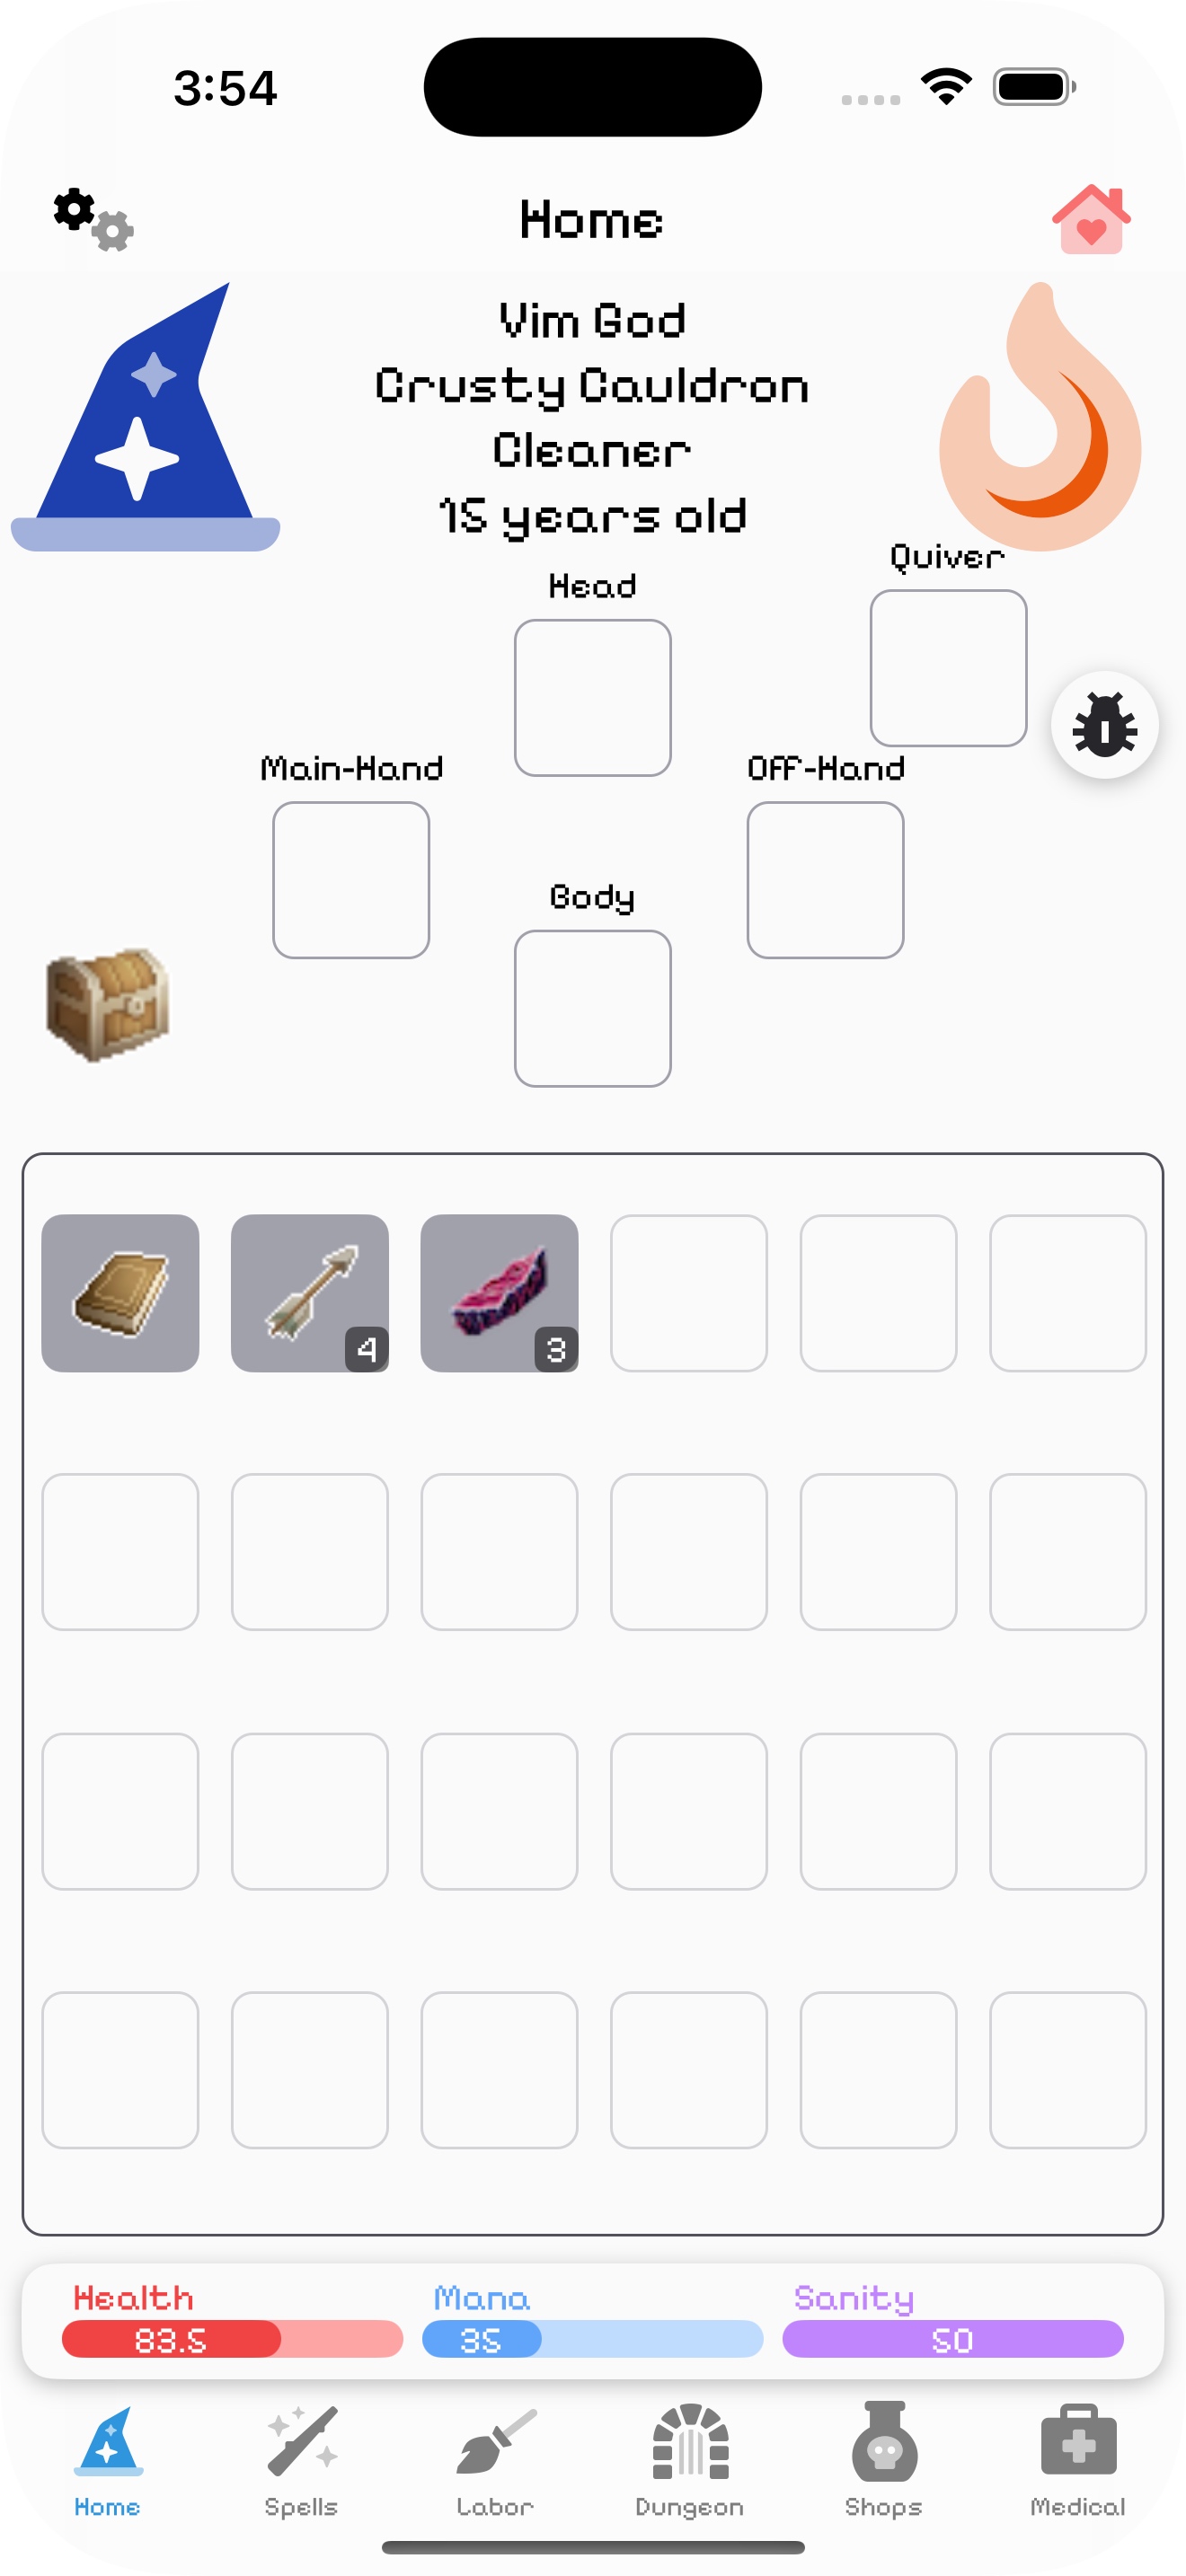 3:54
Home
Vim God
Crusty Cauldron
Cleaner
15 years old
Quiver
Head
Main-Hand
Off-Hand
Body
4
3
Health
Mana
Sanity
83.5
35
50
Home
Spells
Labor
Dungeon
Shops
Medical